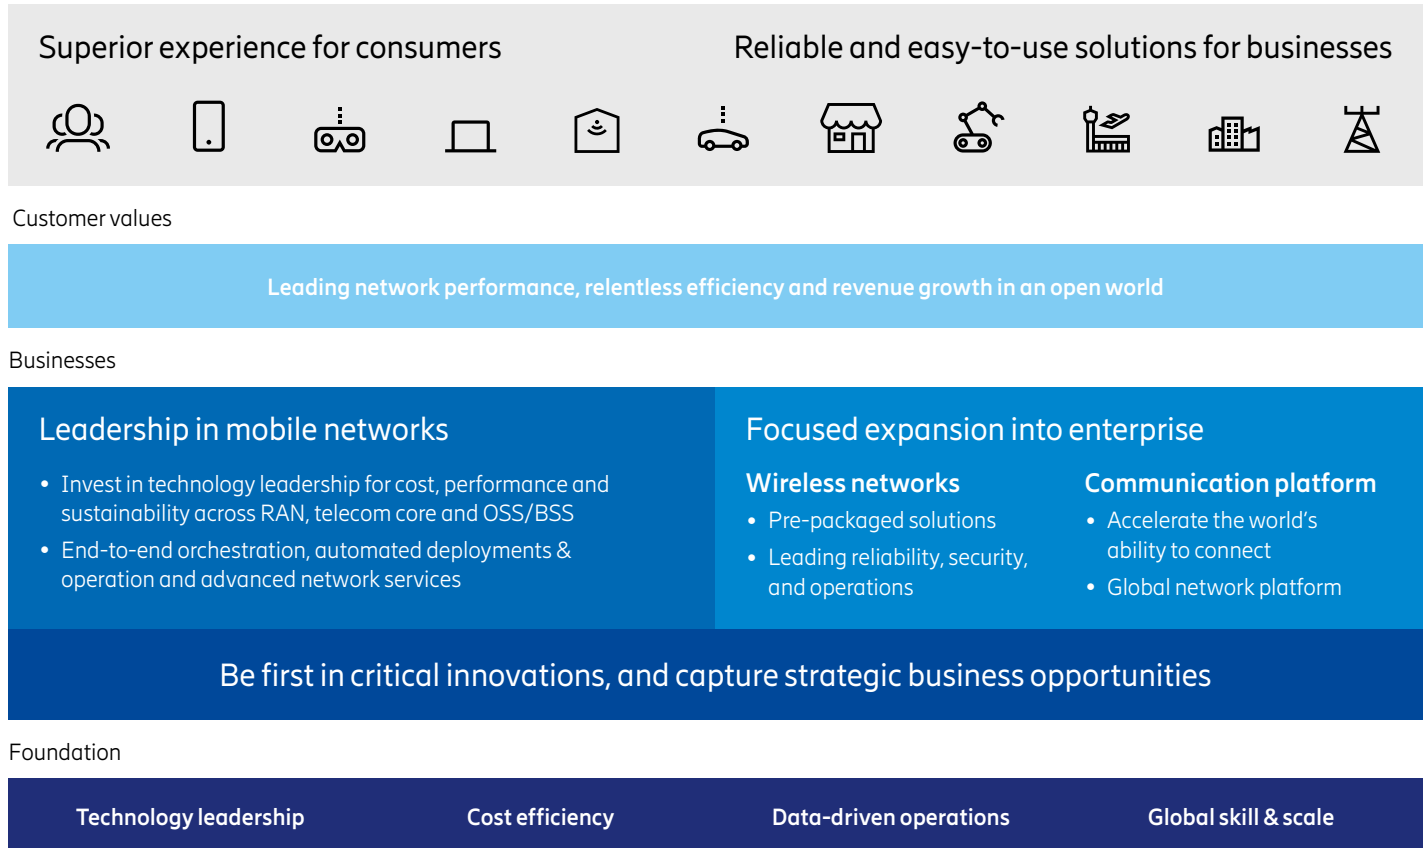 Superior experience for consumers
Reliable and easy-to-use solutions for businesses
Customer values
Leading network performance, relentless efficiency and revenue growth in an open world
Businesses
Leadership in mobile networks
• Invest in technology leadership for cost, performance and
sustainability across RAN, telecom core and OSS/BSS
• End-to-end orchestration, automated deployments &
operation and advanced network services
Focused expansion into enterprise
Wireless networks
• Pre-packaged solutions
• Leading reliability, security,
and operations
Communication platform
• Accelerate the world's
ability to connect
• Global network platform
Be first in critical innovations, and capture strategic business opportunities
Foundation
Technology leadership
Cost efficiency
Data-driven operations
Global skill & scale